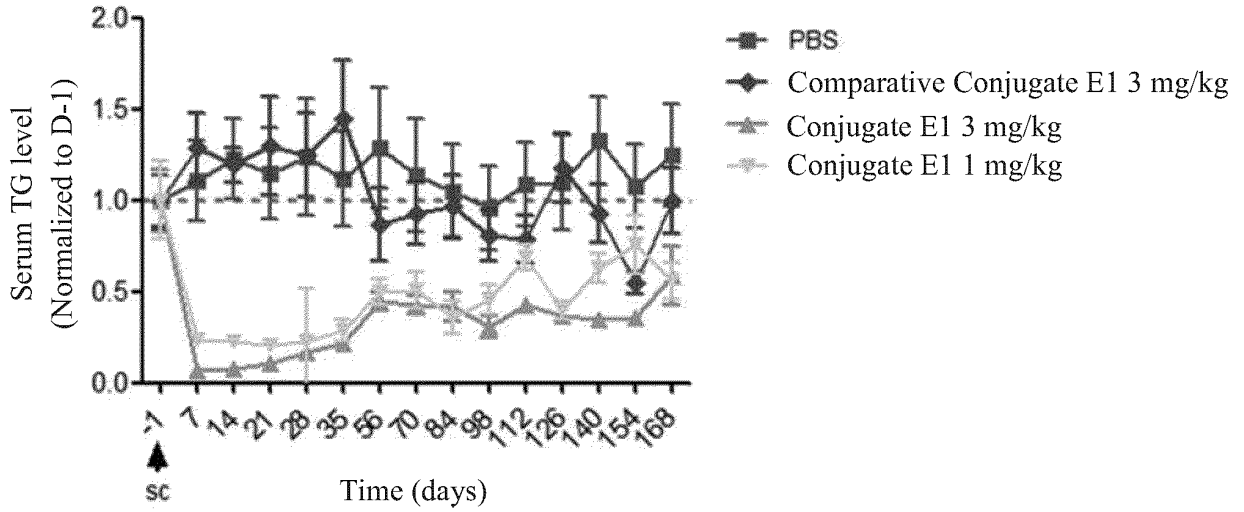 Serum TG level
(Normalized to D-1)
2.0
1.5
1.0
0.5
0.0
-1 7 14 21 28 35 56 70 84 98 112 126 140 154 168
sc
Time (days)
PBS
Comparative Conjugate E1 3 mg/kg
Conjugate E1 3 mg/kg
Conjugate E1 1 mg/kg